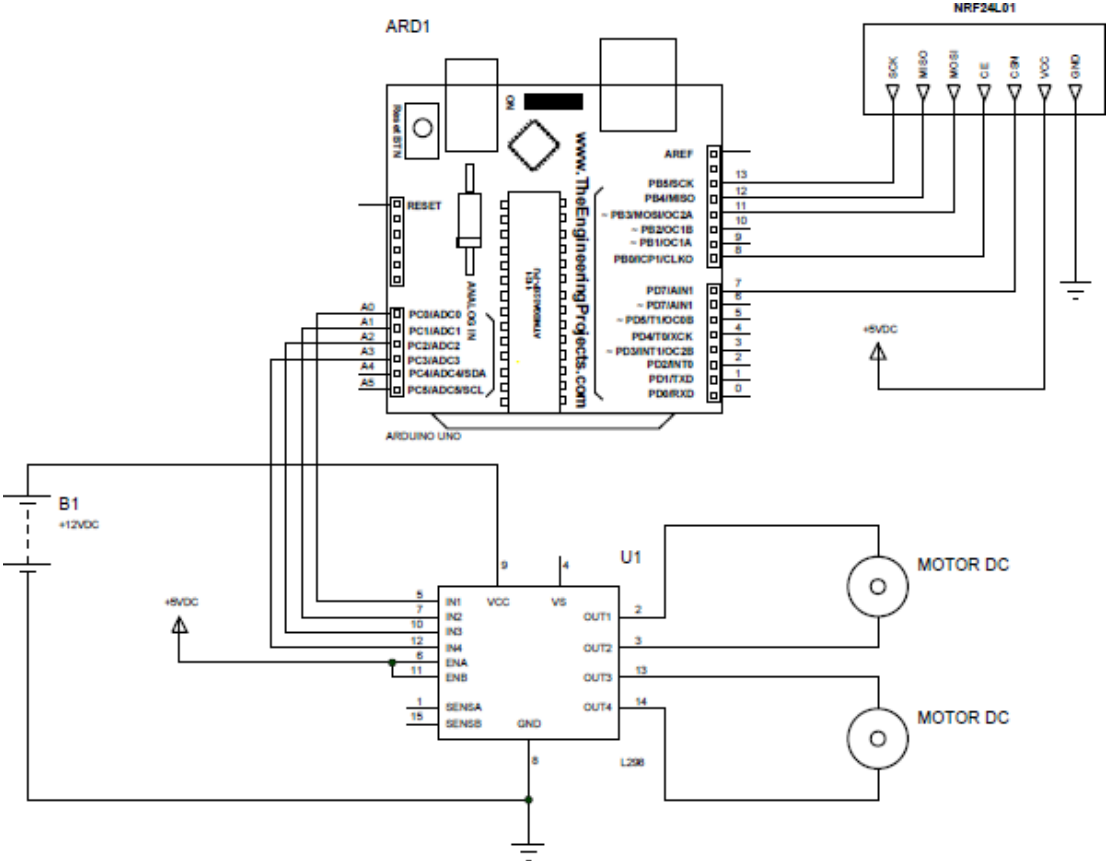 NRF24L01
SCK
MISO
MOSI
CE
CSN
VCC
GND
ARD1
Reset BTN
ON
www.TheEngineeringProjects.com
ANALOG IN
RESET
AREF
PB5/SCK
13
PB4/MISO
12
~ PB3/MOSI/OC2A
11
~ PB2/OC1B
10
~ PB1/OC1A
9
PB0/ICP1/CLKO
8
PD7/AIN1
7
~ PD7/AIN1
6
~ PD5/T1/OC0B
5
PD4/T0/XCK
4
~ PD3/INT1/OC2B
3
PD2/INT0
2
PD1/TXD
1
PD0/RXD
0
A0
PC0/ADC0
A1
PC1/ADC1
A2
PC2/ADC2
A3
PC3/ADC3
A4
PC4/ADC4/SDA
A5
PC5/ADC5/SCL
ARDUINO UNO
+5VDC
B1
+12VDC
+5VDC
U1
9
4
VCC
VS
5
IN1
7
IN2
10
IN3
12
IN4
6
ENA
11
ENB
1
SENSA
15
SENSB
GND
8
OUT1
2
OUT2
3
OUT3
13
OUT4
14
L298
MOTOR DC
MOTOR DC